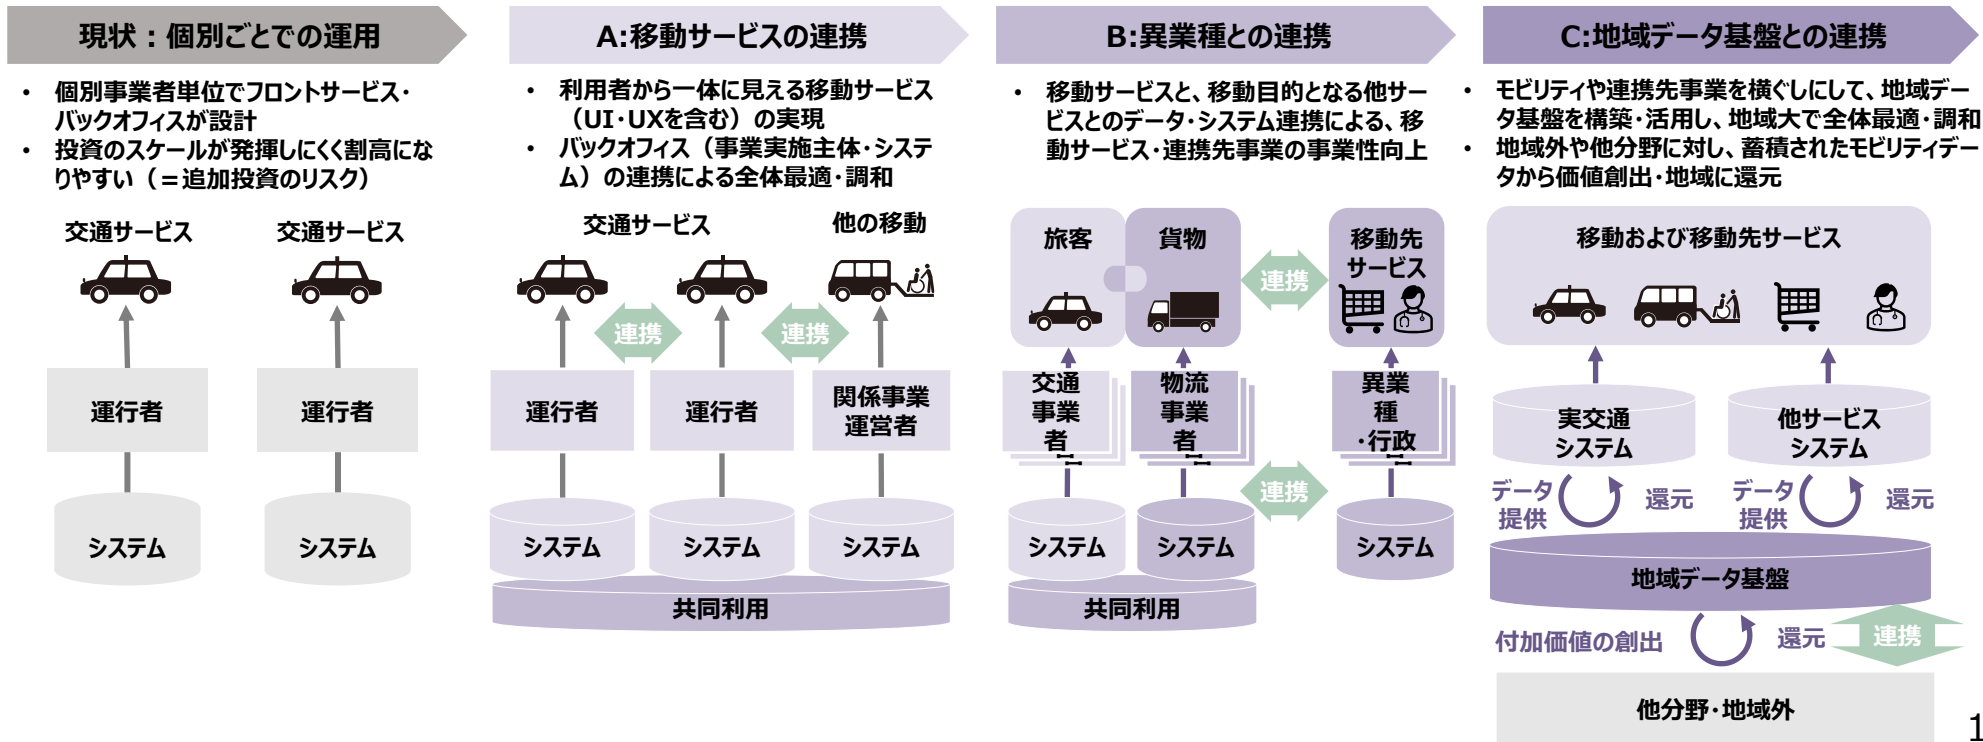 現状：個別ごとでの運用
• 個別事業者単位でフロントサービス・
バックオフィスが設計
• 投資のスケールが発揮しにくく割高にな
りやすい（＝追加投資のリスク）
交通サービス
交通サービス
運行者
運行者
システム
システム
A:移動サービスの連携
• 利用者から一体に見える移動サービス
（UI・UXを含む）の実現
• バックオフィス（事業実施主体・システ
ム）の連携による全体最適・調和
交通サービス
他の移動
連携
連携
運行者
運行者
関係事業
運営者
システム
システム
システム
共同利用
B:異業種との連携
• 移動サービスと、移動目的となる他サー
ビスとのデータ・システム連携による、移
動サービス・連携先事業の事業性向上
旅客
貨物
連携
移動先
サービス
交通
事業
者
物流
事業
者
異業
種
・行政
連携
システム
システム
システム
共同利用
C:地域データ基盤との連携
• モビリティや連携先事業を横ぐしにして、地域デー
タ基盤を構築・活用し、地域大で全体最適・調和
• 地域外や他分野に対し、蓄積されたモビリティデー
タから価値創出・地域に還元
移動および移動先サービス
実交通
システム
他サービス
システム
データ
提供
還元
データ
提供
還元
地域データ基盤
付加価値の創出
還元
連携
他分野・地域外
1